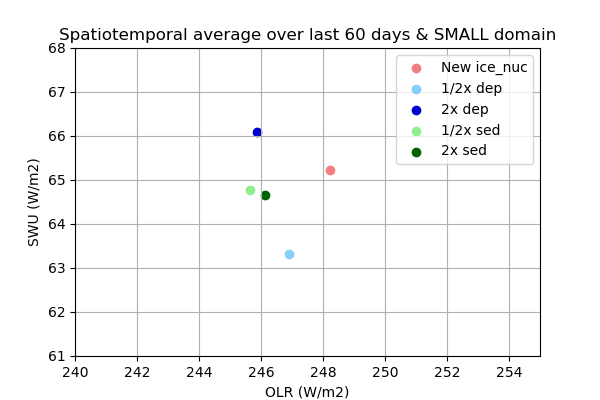 Spatiotemporal average over last 60 days & SMALL domain
68
67
66
65
64
63
62
61
SWU (W/m2)
New ice_nuc
1/2x dep
2x dep
1/2x sed
2x sed
240 242 244 246 248 250 252 254
OLR (W/m2)